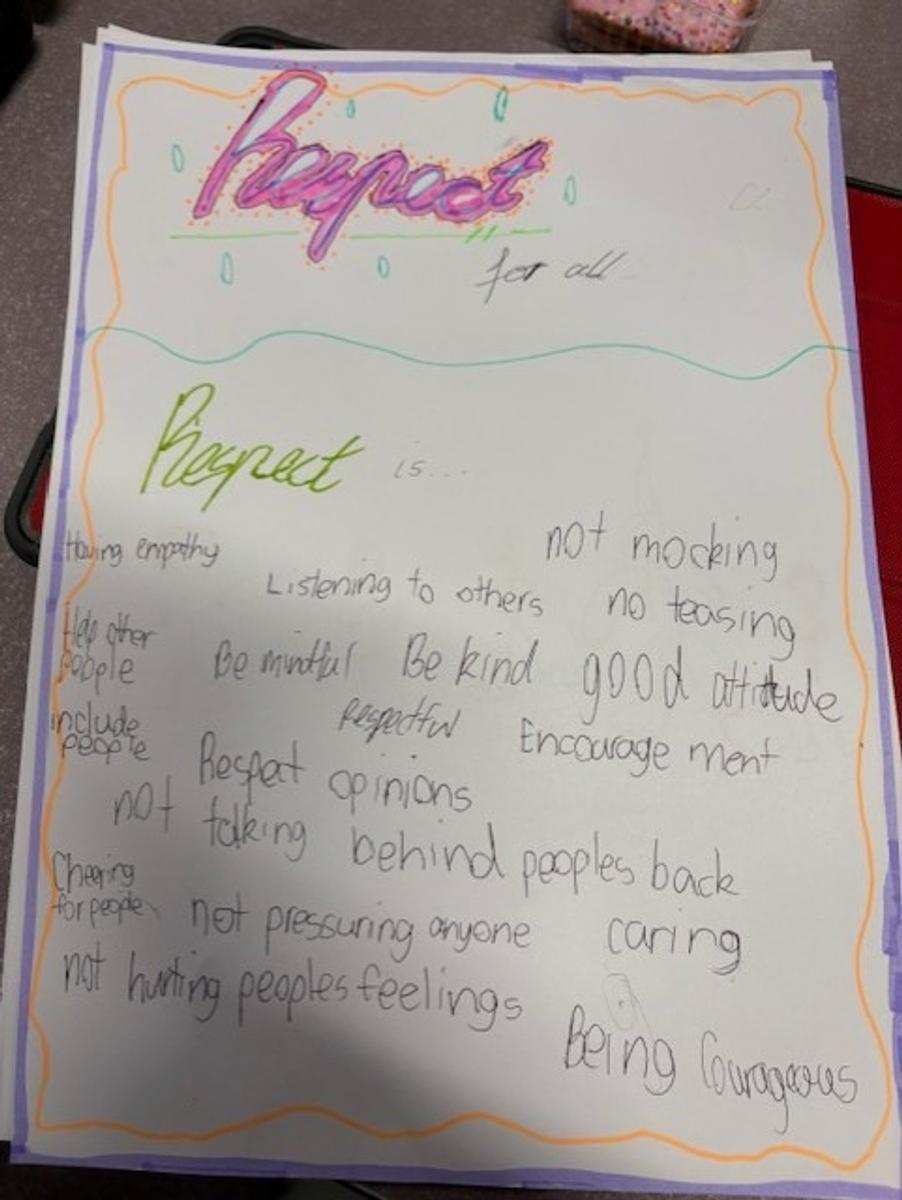 Respect
for all
Respect is...
Having empathy
not mocking
Listening to others
no teasing
Help other
people
Be mindful
Be kind
good attitude
include
people
Respectful
Encourage ment
Respect opinions
not talking behind peoples back
Cheering
for people
not pressuring anyone
caring
not hurting peoples feelings
Being Courageous